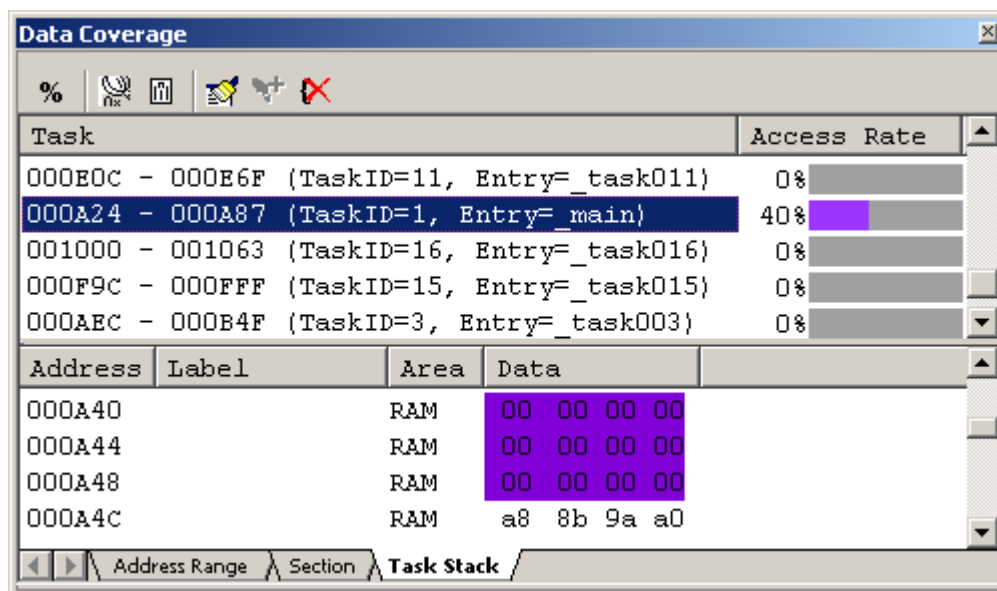 Data Coverage
%
Task Access Rate
000E0C - 000E6F (TaskID=11, Entry=_task011) 0%
000A24 - 000A87 (TaskID=1, Entry=_main) 40%
001000 - 001063 (TaskID=16, Entry=_task016) 0%
000F9C - 000FFF (TaskID=15, Entry=_task015) 0%
000AEC - 000B4F (TaskID=3, Entry=_task003) 0%
Address Label Area Data
000A40 RAM 00 00 00 00
000A44 RAM 00 00 00 00
000A48 RAM 00 00 00 00
000A4C RAM a8 8b 9a a0
Address Range Section Task Stack